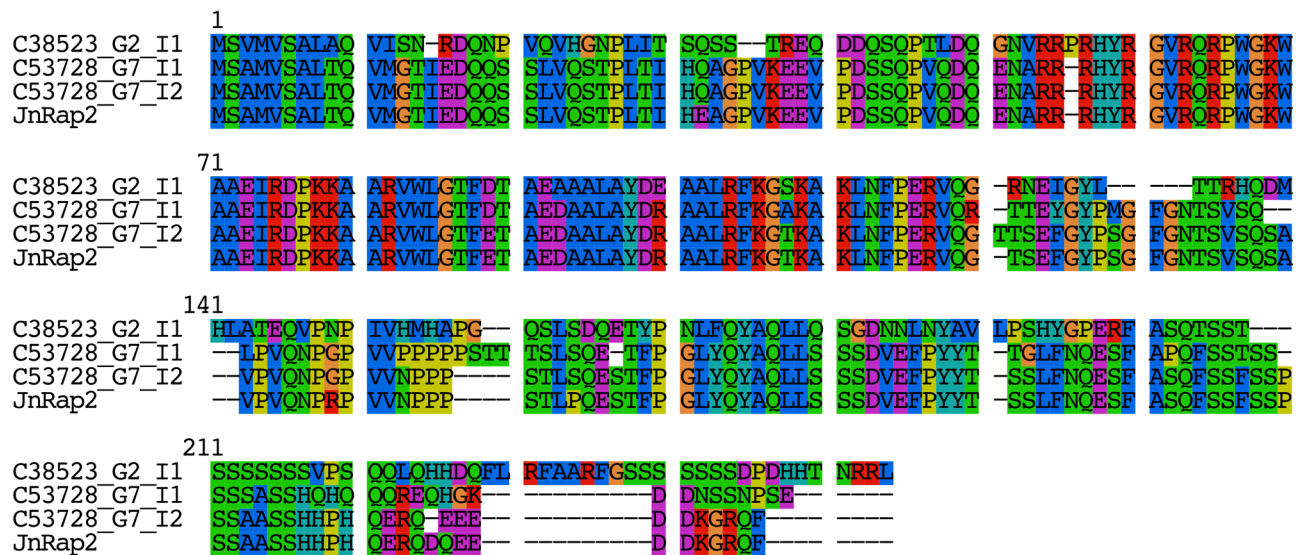 1
C38523_G2_I1 MSVMVSALAQ VISN-RDQNP VQVHGNPLIT SQSS--TREQ DDQSQPTLDQ GNVRRPRHYR GVRQRPWGKW
C53728_G7_I1 MSAMVSALTQ VMGTIEDQQS SLVQSTPLTI HQAGPVKEEV PDSSQPVQDQ ENARR-RHYR GVRQRPWGKW
C53728_G7_I2 MSAMVSALTQ VMGTIEDQQS SLVQSTPLTI HQAGPVKEEV PDSSQPVQDQ ENARR-RHYR GVRQRPWGKW
JnRap2 MSAMVSALTQ VMGTIEDQQS SLVQSTPLTI HEAGPVKEEV PDSSQPVQDQ ENARR-RHYR GVRQRPWGKW
71
C38523_G2_I1 AAEIRDPKKA ARVWLGTFDT AEAAALAYDE AALRFKGSKA KLNFPERVQG -RNEIGYL-- ----TTRHQDM
C53728_G7_I1 AAEIRDPKKA ARVWLGTFDT AEDAALAYDR AALRFKGAKA KLNFPERVQR -TTEYGYPMG FGNTSVSQ--
C53728_G7_I2 AAEIRDPKKA ARVWLGTFET AEDAALAYDR AALRFKGTKA KLNFPERVQG TTSEFGYPSG FGNTSVSQSA
JnRap2 AAEIRDPKKA ARVWLGTFET AEDAALAYDR AALRFKGTKA KLNFPERVQG -TSEFGYPSG FGNTSVSQSA
141
C38523_G2_I1 HLATEQVPNP IVHMHAPG-- QSLSDQETYP NLFQYAQLLQ SGDNNLNYAV LPSHYGPERF ASQTSST---
C53728_G7_I1 --LPVQNPGP VVPPPPPSTT TSLSQE-TFP GLYQYAQLLS SSDVEFPYYT -TGLFNQESF APQFSSTSS-
C53728_G7_I2 --VPVQNPGP VVNPPP---- STLSQESTFP GLYQYAQLLS SSDVEFPYYT -SSLFNQESF ASQFSSFSSP
JnRap2 --VPVQNPRP VVNPPP---- STLPQESTFP GLYQYAQLLS SSDVEFPYYT -SSLFNQESF ASQFSSFSSP
211
C38523_G2_I1 SSSSSSSVPS QQLQHHDQFL RFAARFGSSS SSSSDPDHHT NRRL
C53728_G7_I1 SSSASSHQHQ QQREQHGK-- ---------D DNSSNPSE-- ----
C53728_G7_I2 SSAASSHHPH QERQ-EEE-- ---------D DKGRQF---- ----
JnRap2 SSAASSHHPH QERQDQEE-- ---------D DKGRQF---- ----